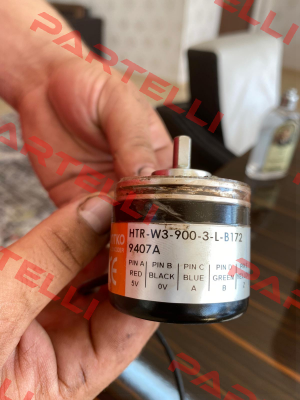 HTR-W3-900-3-L-B172
9407A
PIN A PIN B PIN C
RED BLACK BLUE GREEN
5V 0V A B
PARTELLI
PARTELLI
PARTELLI
PARTELLI
PARTELLI